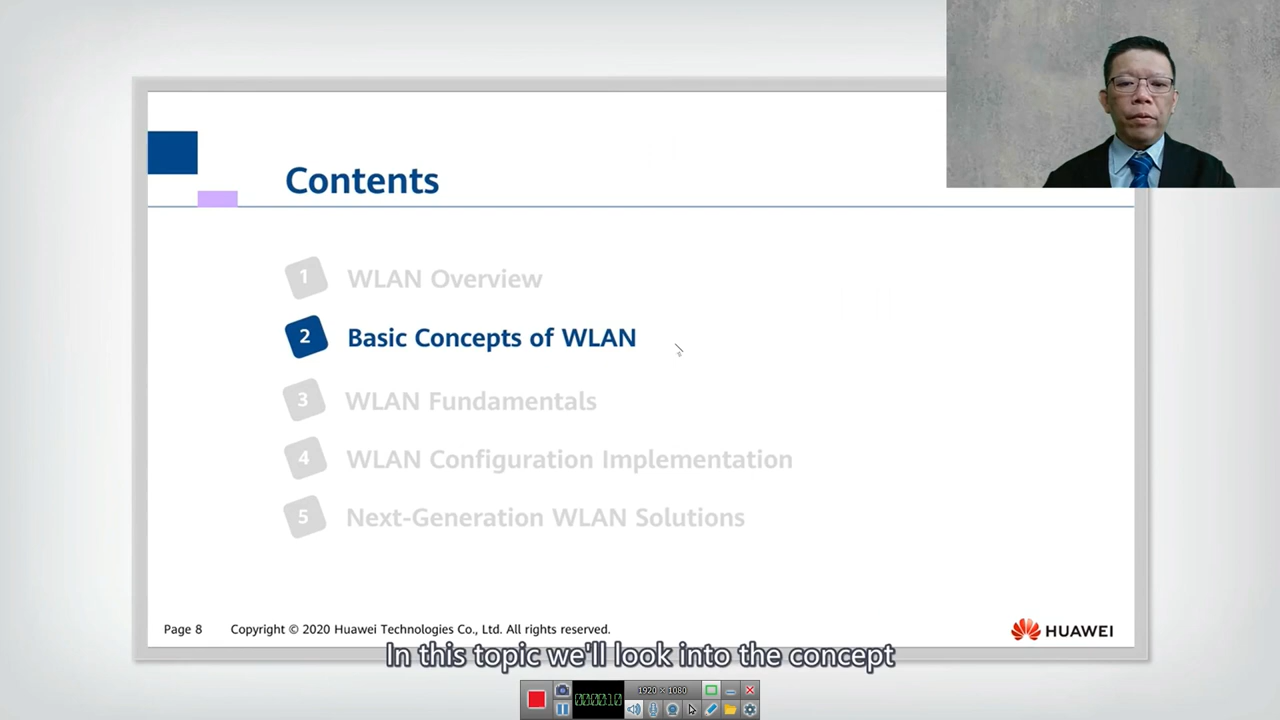 Contents
1 WLAN Overview
2 Basic Concepts of WLAN
3 WLAN Fundamentals
4 WLAN Configuration Implementation
5 Next-Generation WLAN Solutions
Page 8 Copyright © 2020 Huawei Technologies Co., Ltd. All rights reserved.
HUAWEI
In this topic we'll look into the concept
1920 × 1080